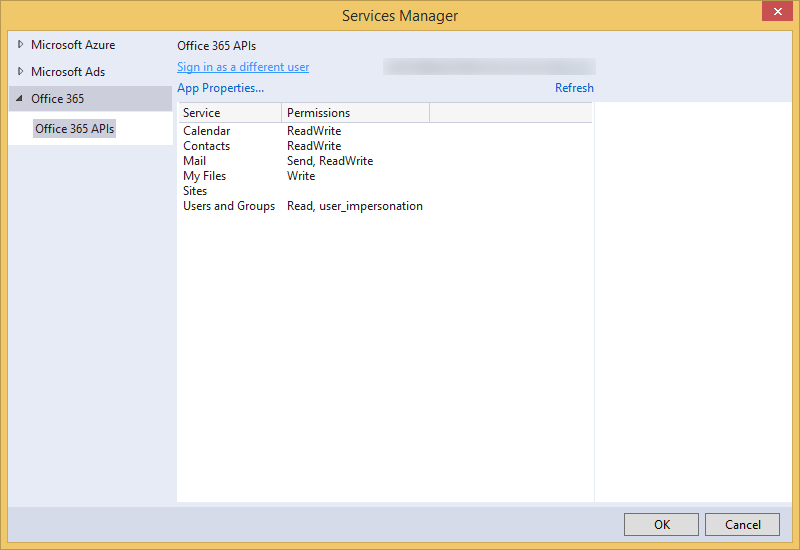 Services Manager
Microsoft Azure
Microsoft Ads
Office 365
Office 365 APIs
Office 365 APIs
Sign in as a different user
App Properties... Refresh
Service Permissions
Calendar ReadWrite
Contacts ReadWrite
Mail Send, ReadWrite
My Files Write
Sites
Users and Groups Read, user_impersonation
OK Cancel